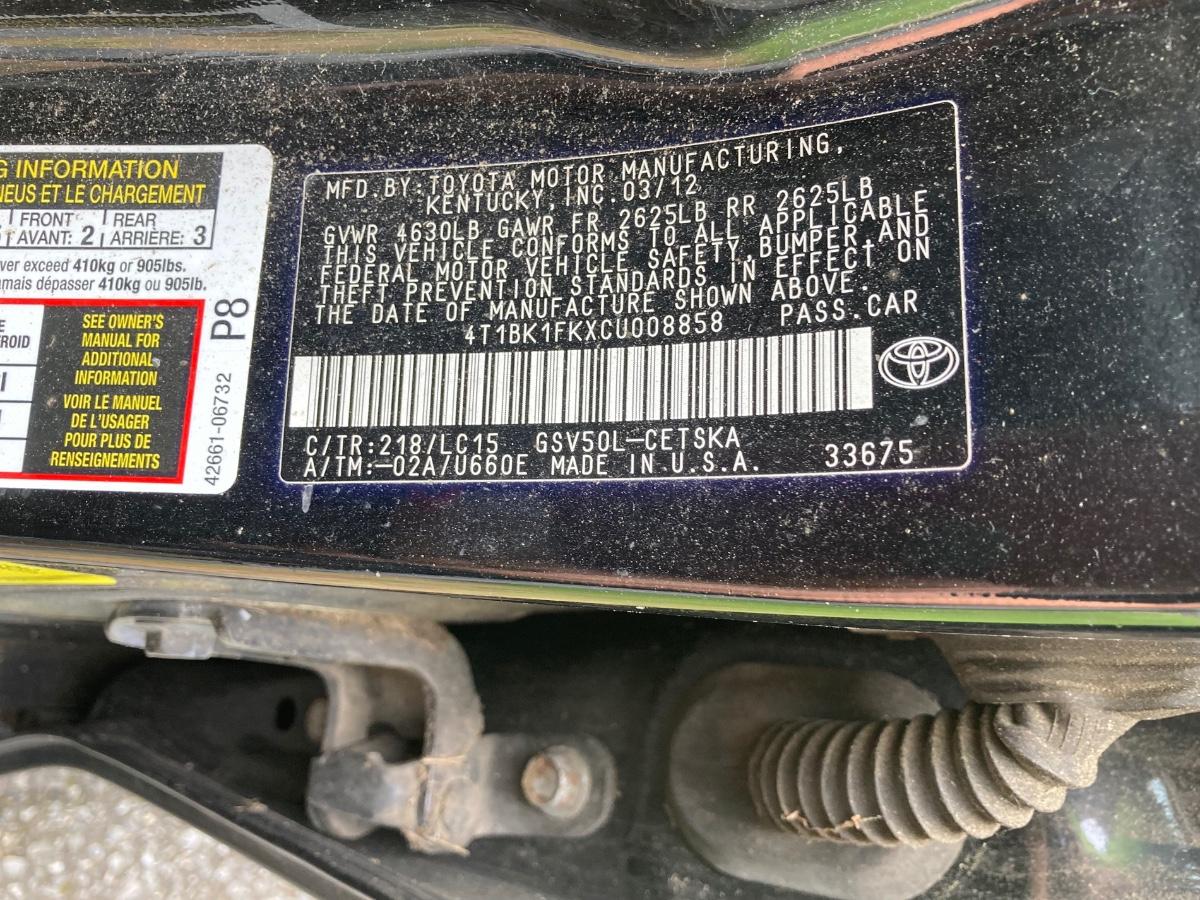 G INFORMATION
NEUS ET LE CHARGEMENT
FRONT REAR
AVANT: 2 ARRIÈRE: 3
ver exceed 410kg or 905lbs.
amais dépasser 410kg ou 905lb.
SEE OWNER'S
MANUAL FOR
ADDITIONAL
INFORMATION
VOIR LE MANUEL
DE L'USAGER
POUR PLUS DE
RENSEIGNEMENTS
P8
42661-06732
MFD.BY:TOYOTA MOTOR MANUFACTURING,
KENTUCKY,INC.03/12
GVWR 4630LB GAWR FR 2625LB RR 2625LB
THIS VEHICLE CONFORMS TO ALL APPLICABLE
FEDERAL MOTOR VEHICLE SAFETY,BUMPER AND
THEFT PREVENTION STANDARDS IN EFFECT ON
THE DATE OF MANUFACTURE SHOWN ABOVE.
4T1BK1FKXCU008858 PASS.CAR
C/TR:218/LC15 GSV50L-CETSKA
A/TM:-02A/U660E MADE IN U.S.A. 33675